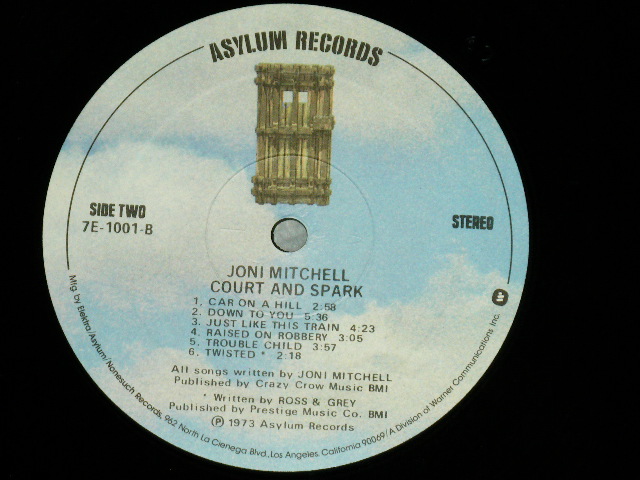 ASYLUM RECORDS
SIDE TWO
7E-1001-B
STEREO
JONI MITCHELL
COURT AND SPARK
1. CAR ON A HILL 2:58
2. DOWN TO YOU 5:36
3. JUST LIKE THIS TRAIN 4:23
4. RAISED ON ROBBERY 3:05
5. TROUBLE CHILD 3:57
6. TWISTED * 2:18
All songs written by JONI MITCHELL
Published by Crazy Crow Music BMI
* Written by ROSS & GREY
Published by Prestige Music Co. BMI
℗ 1973 Asylum Records
Mfg by Elektra/Asylum/Nonesuch Records, 962 North La Cienega Blvd., Los Angeles, California 90069/A Division of Warner Communications Inc.